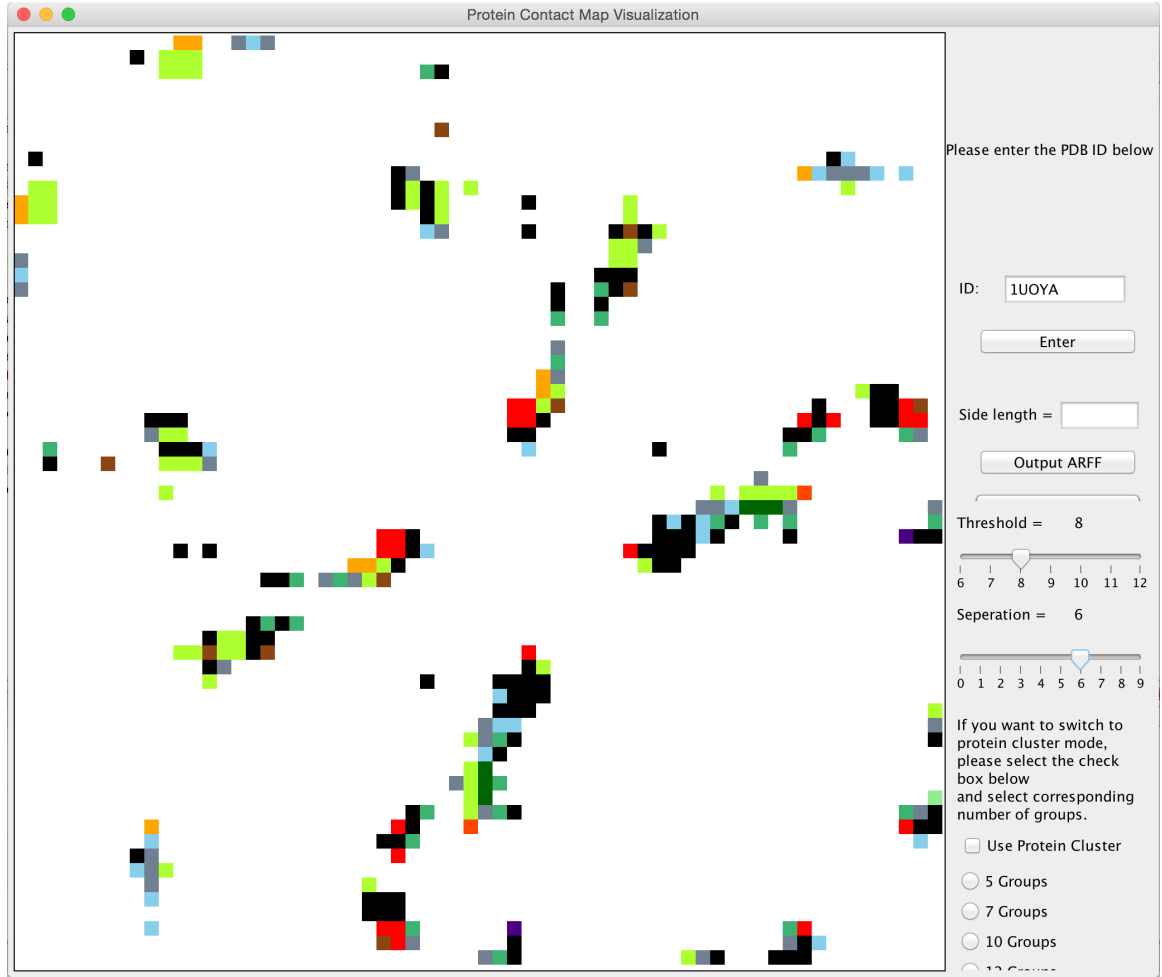 Protein Contact Map Visualization
Please enter the PDB ID below
ID: 1UOYA
Enter
Side length =
Output ARFF
Threshold = 8
6 7 8 9 10 11 12
Seperation = 6
0 1 2 3 4 5 6 7 8 9
If you want to switch to
protein cluster mode,
please select the check
box below
and select corresponding
number of groups.
Use Protein Cluster
5 Groups
7 Groups
10 Groups